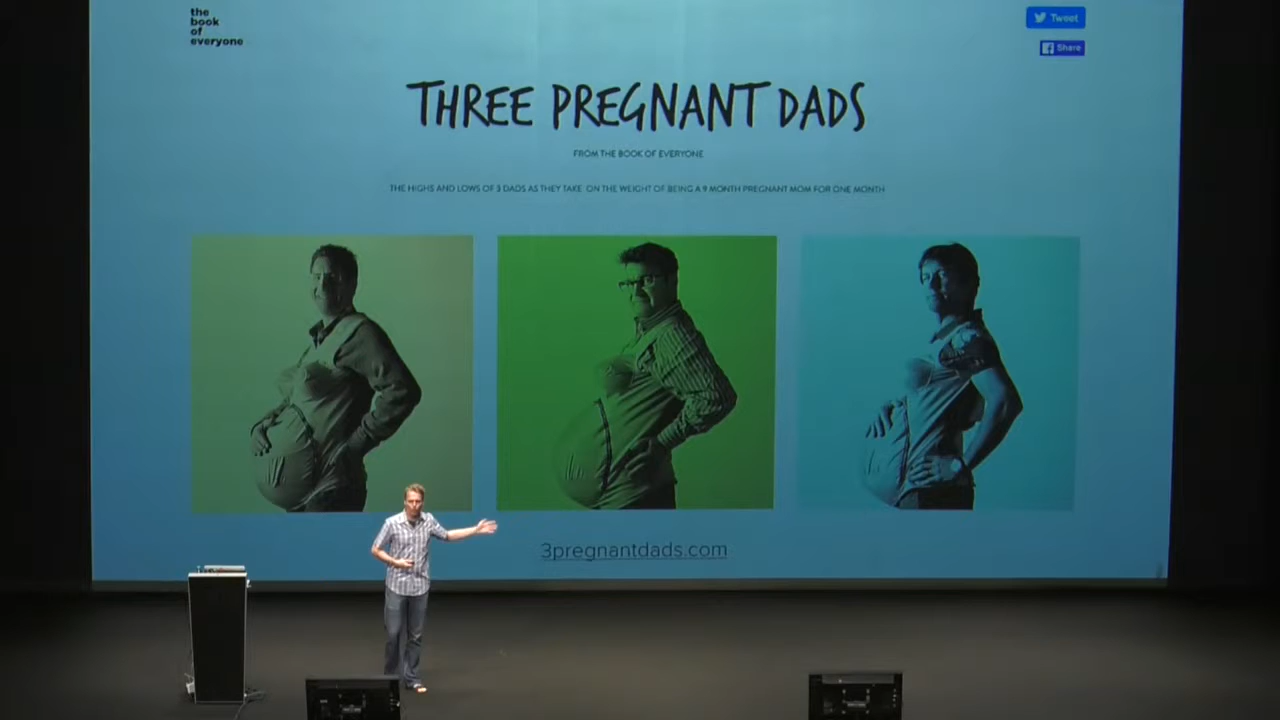 the
book
of
everyone
Tweet
Share
THREE PREGNANT DADS
FROM THE BOOK OF EVERYONE
THE HIGHS AND LOWS OF 3 DADS AS THEY TAKE ON THE WEIGHT OF BEING A 9 MONTH PREGNANT MOM FOR ONE MONTH
3pregnantdads.com